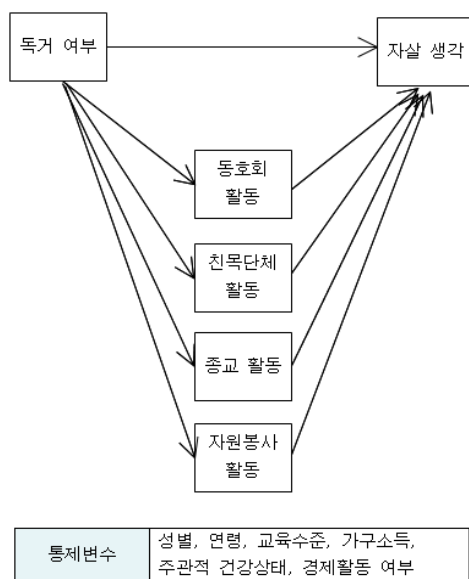 독거 여부
자살 생각
동호회
활동
친목단체
활동
종교 활동
자원봉사
활동
통제변수
성별, 연령, 교육수준, 가구소득,
주관적 건강상태, 경제활동 여부